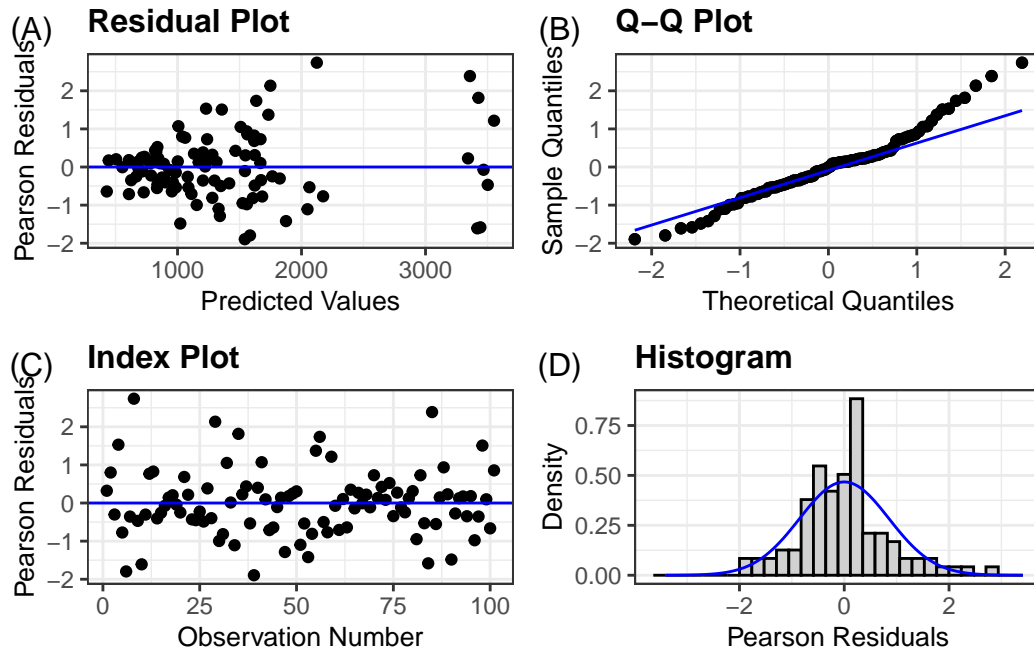 (A) Residual Plot
Pearson Residuals
2
1
0
−1
−2
1000 2000 3000
Predicted Values
(B) Q−Q Plot
Sample Quantiles
2
1
0
−1
−2
−2 −1 0 1 2
Theoretical Quantiles
(C) Index Plot
Pearson Residuals
2
1
0
−1
−2
0 25 50 75 100
Observation Number
(D) Histogram
Density
0.75
0.50
0.25
0.00
−2 0 2
Pearson Residuals